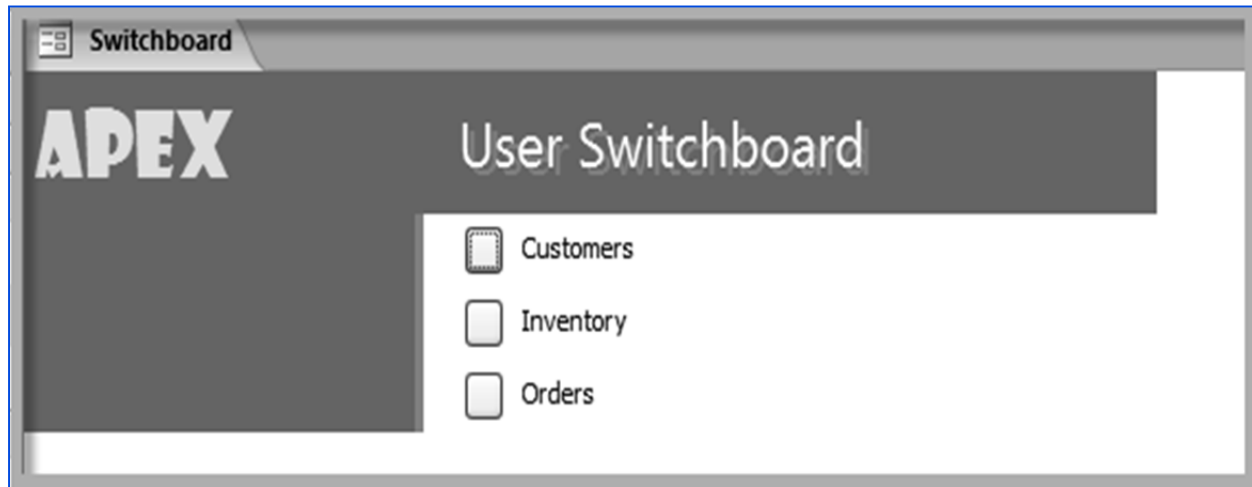 Switchboard
APEX
User Switchboard
Customers
Inventory
Orders